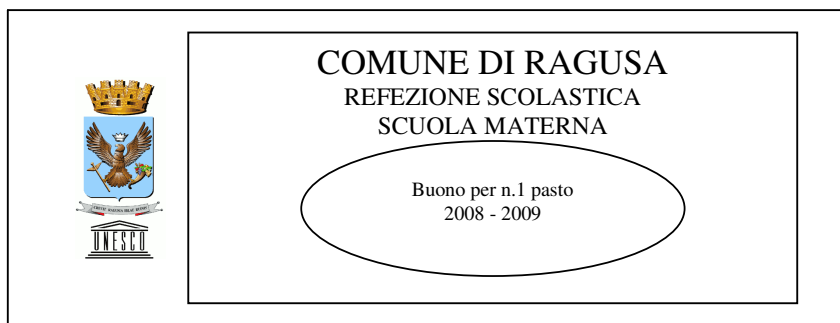 COMUNE DI RAGUSA
REFEZIONE SCOLASTICA
SCUOLA MATERNA
Buono per n.1 pasto
2008 - 2009
UNESCO